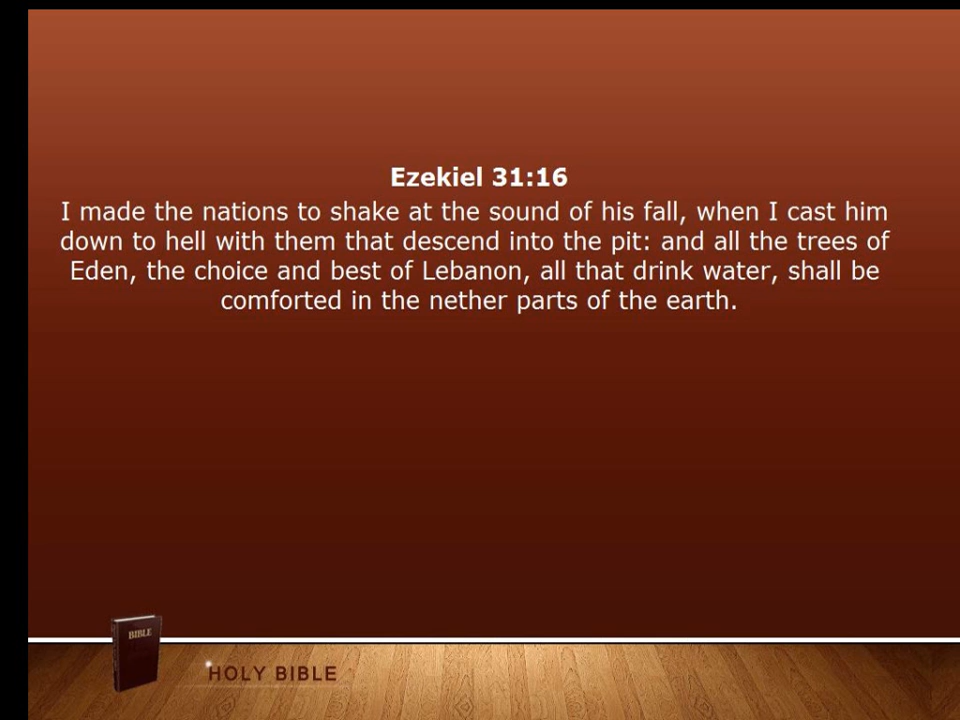 Ezekiel 31:16
I made the nations to shake at the sound of his fall, when I cast him
down to hell with them that descend into the pit: and all the trees of
Eden, the choice and best of Lebanon, all that drink water, shall be
comforted in the nether parts of the earth.
BIBLE
HOLY BIBLE